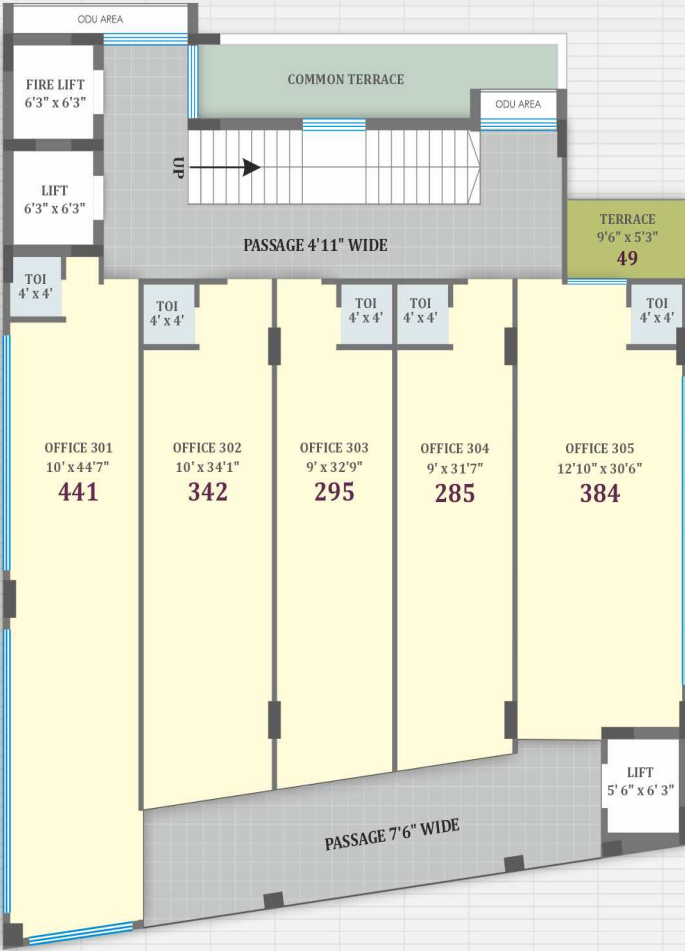 ODU AREA
FIRE LIFT
6'3" x 6'3"
COMMON TERRACE
ODU AREA
UP
LIFT
6'3" x 6'3"
PASSAGE 4'11" WIDE
TERRACE
9'6" x 5'3"
49
TOI
4' x 4'
TOI
4' x 4'
TOI
4' x 4'
TOI
4' x 4'
TOI
4' x 4'
OFFICE 301
10' x 44'7"
441
OFFICE 302
10' x 34'1"
342
OFFICE 303
9' x 32'9"
295
OFFICE 304
9' x 31'7"
285
OFFICE 305
12'10" x 30'6"
384
LIFT
5' 6" x 6' 3"
PASSAGE 7'6" WIDE